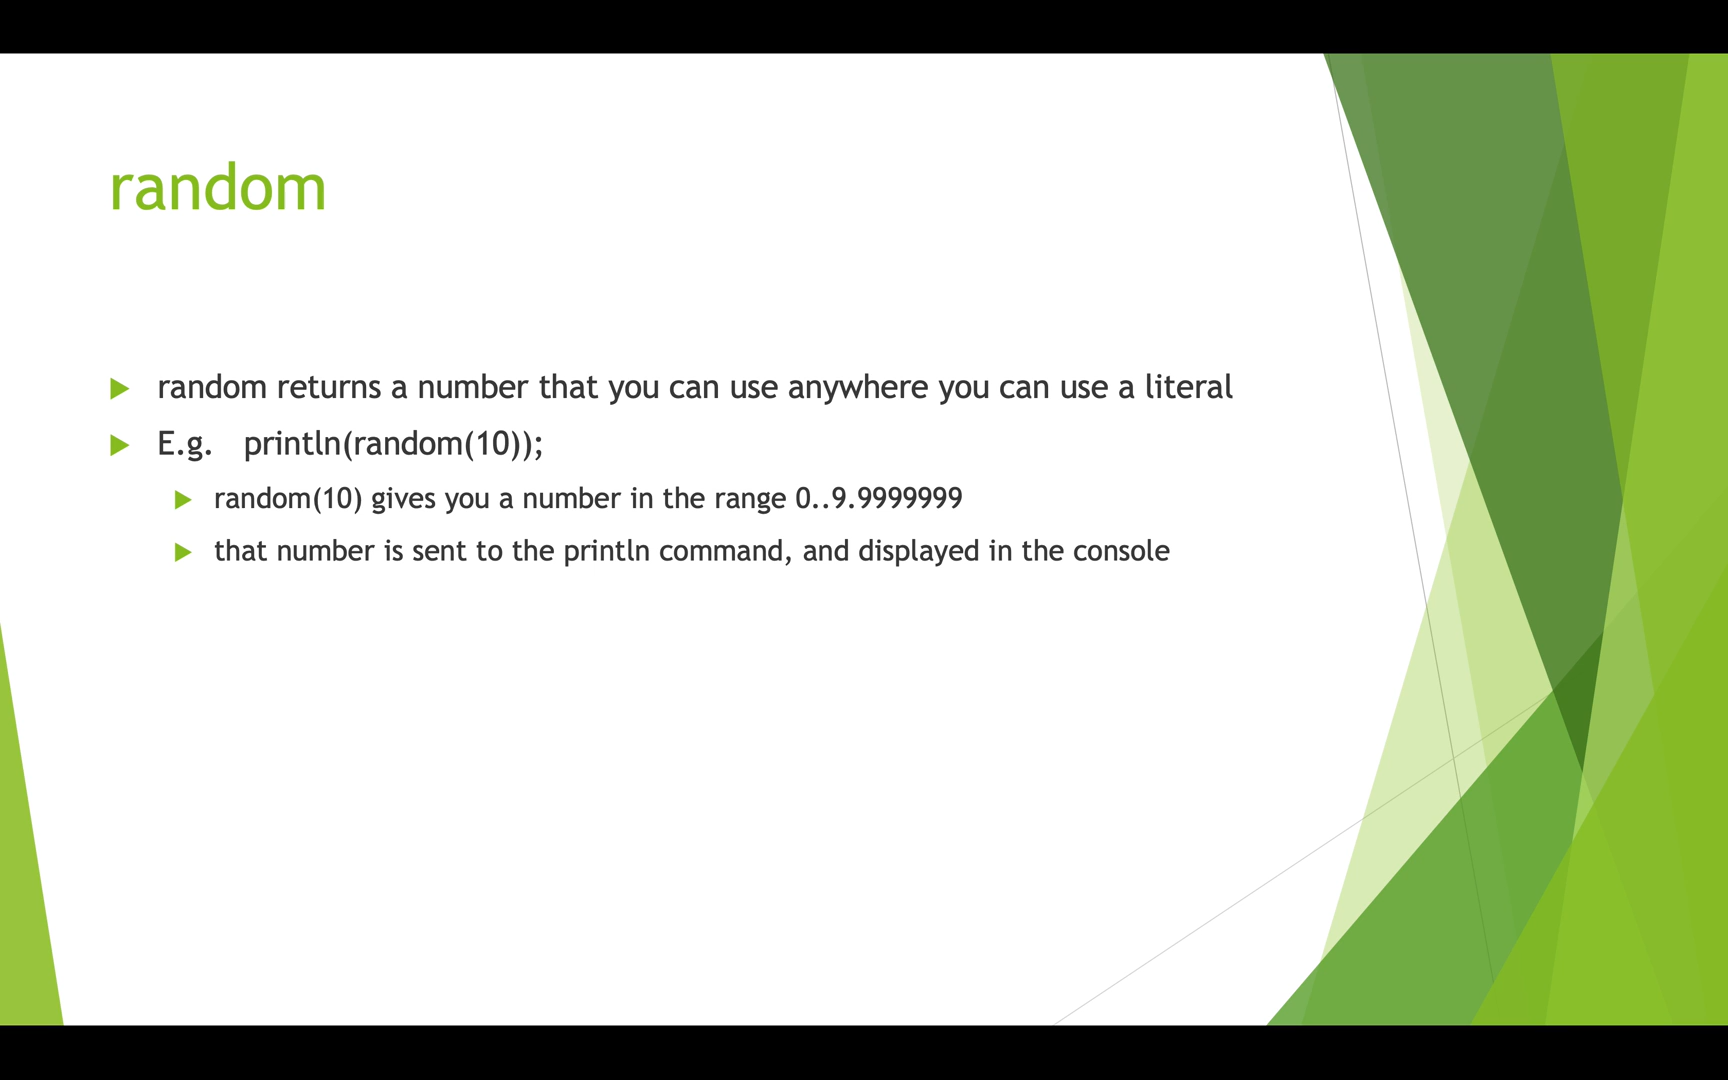 random
random returns a number that you can use anywhere you can use a literal
E.g. println(random(10));
random(10) gives you a number in the range 0..9.9999999
that number is sent to the println command, and displayed in the console